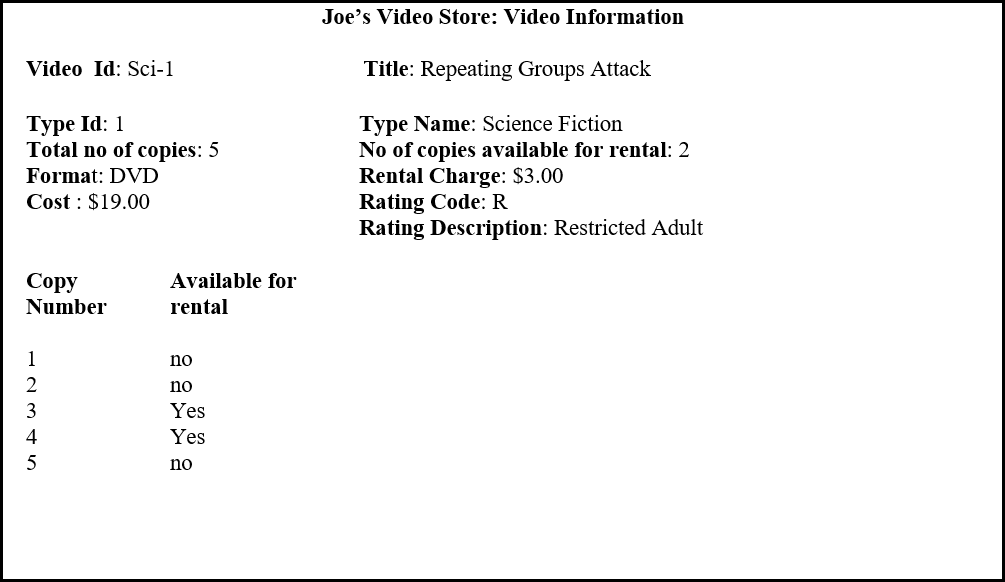 Joe’s Video Store: Video Information
Video Id: Sci-1 Title: Repeating Groups Attack
Type Id: 1 Type Name: Science Fiction
Total no of copies: 5 No of copies available for rental: 2
Format: DVD Rental Charge: $3.00
Cost : $19.00 Rating Code: R
Rating Description: Restricted Adult
Copy Available for
Number rental
1 no
2 no
3 Yes
4 Yes
5 no